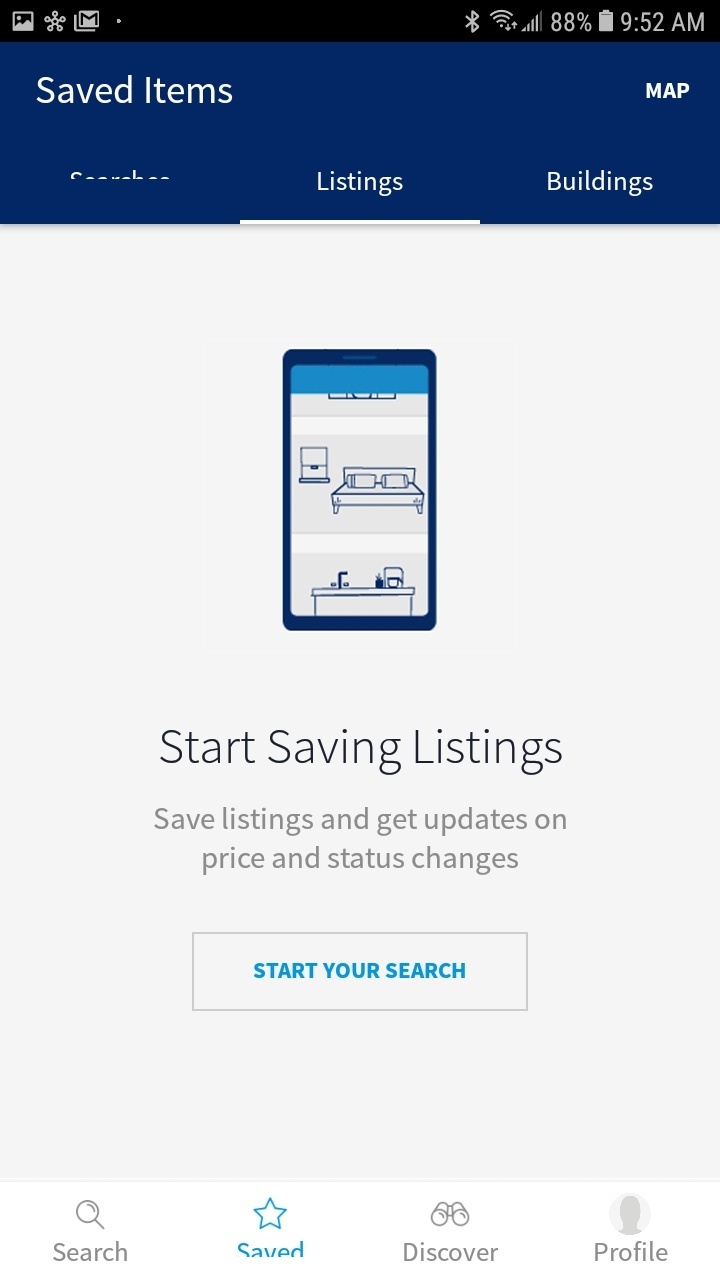 88% 9:52 AM
Saved Items
MAP
Searches Listings Buildings
Start Saving Listings
Save listings and get updates on
price and status changes
START YOUR SEARCH
Search Saved Discover Profile